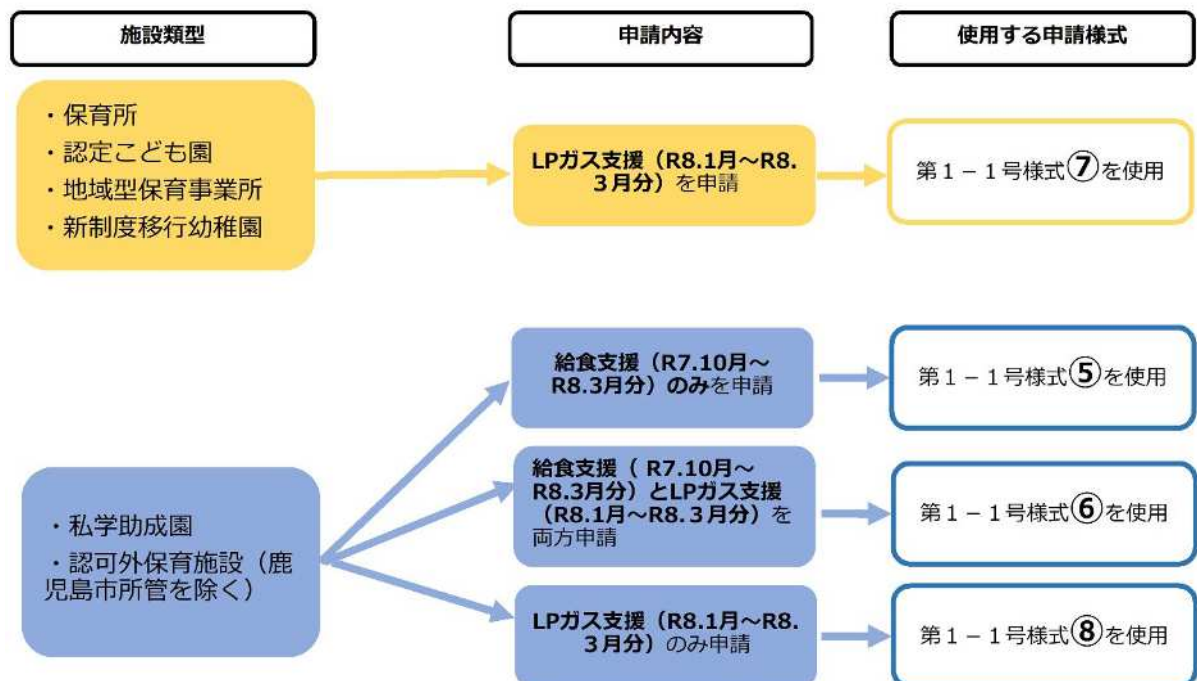 施設類型
申請内容
使用する申請様式
・保育所
・認定こども園
・地域型保育事業所
・新制度移行幼稚園
LPガス支援（R8.1月～R8.
３月分）を申請
第１－１号様式⑦を使用
・私学助成園
・認可外保育施設（鹿
児島市所管を除く）
給食支援（R7.10月～
R8.3月分）のみを申請
第１－１号様式⑤を使用
給食支援（ R7.10月～
R8.3月分）とLPガス支援
（R8.1月～R8.３月分）を
両方申請
第１－１号様式⑥を使用
LPガス支援（R8.1月～R8.
３月分）のみ申請
第１－１号様式⑧を使用